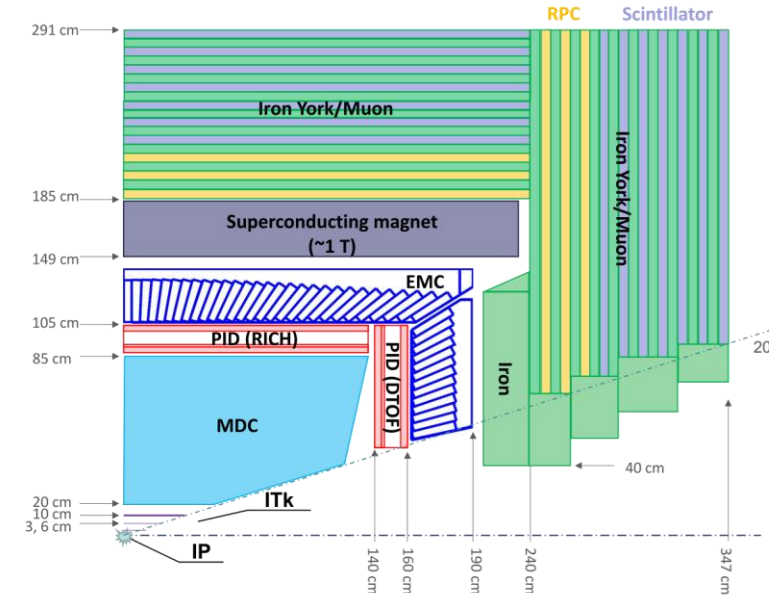 RPC Scintillator
291 cm
Iron York/Muon
Iron York/Muon
185 cm
Superconducting magnet
(~1 T)
149 cm
EMC
105 cm
PID (RICH)
PID (DTOF)
Iron
85 cm
MDC
20
40 cm
20 cm
10 cm
3, 6 cm
ITk
IP
140 cm
160 cm
190 cm
240 cm
347 cm